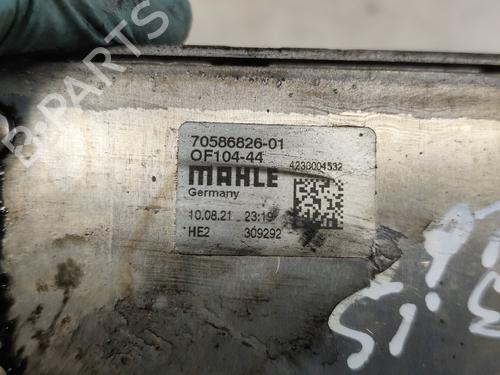 70586826-01
OF104-44
MAHLE 4230004532
Germany
10.08.21 23:19
HE2 309292
B-PARTS